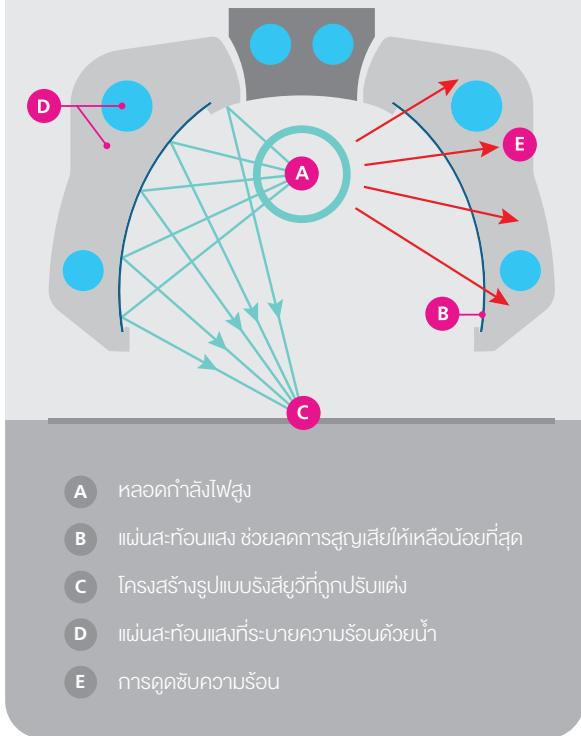 D
A
E
B
C
A หลอดกำลังไฟสูง
B แผ่นสะท้อนแสง ช่วยลดการสูญเสียให้เหลือน้อยที่สุด
C โครงสร้างรูปแบบรังสียูวีที่ถูกปรับแต่ง
D แผ่นสะท้อนแสงที่ระบายความร้อนด้วยน้ำ
E การดูดซับความร้อน